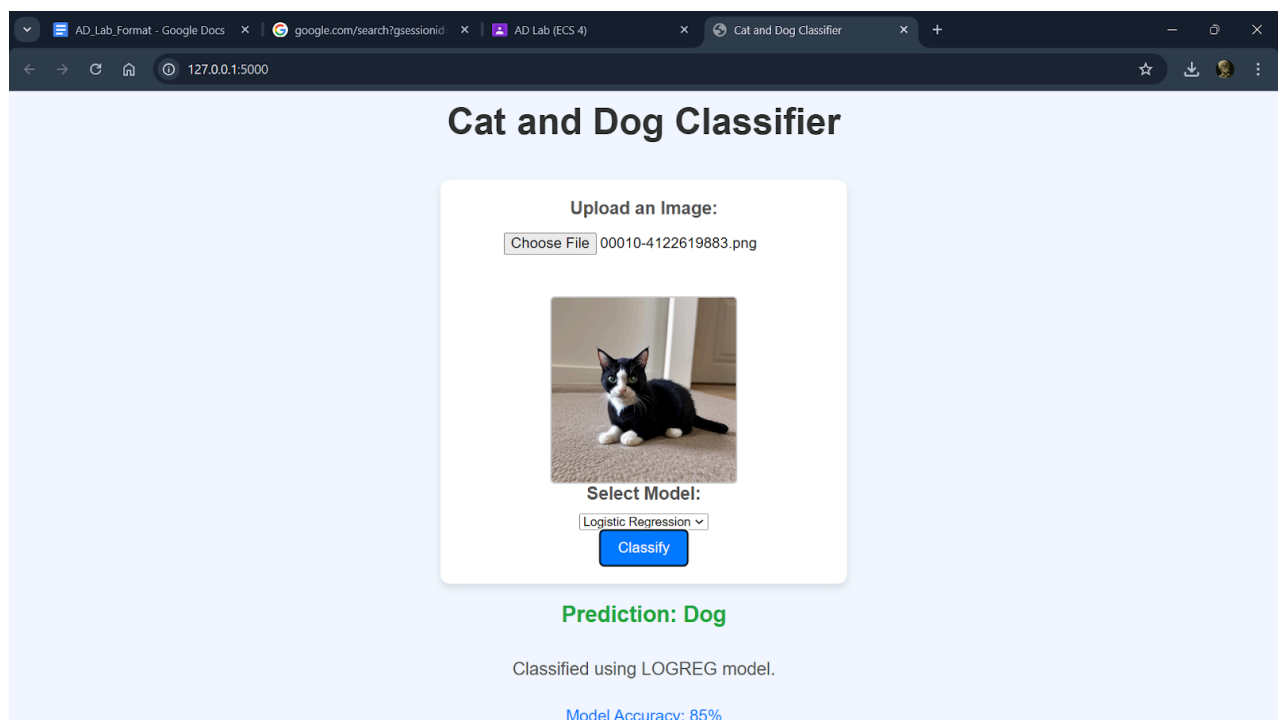 AD_Lab_Format - Google Docs
google.com/search?gsessionid
AD Lab (ECS 4)
Cat and Dog Classifier
127.0.0.1:5000
Cat and Dog Classifier
Upload an Image:
Choose File 00010-4122619883.png
Select Model:
Logistic Regression
Classify
Prediction: Dog
Classified using LOGREG model.
Model Accuracy: 85%